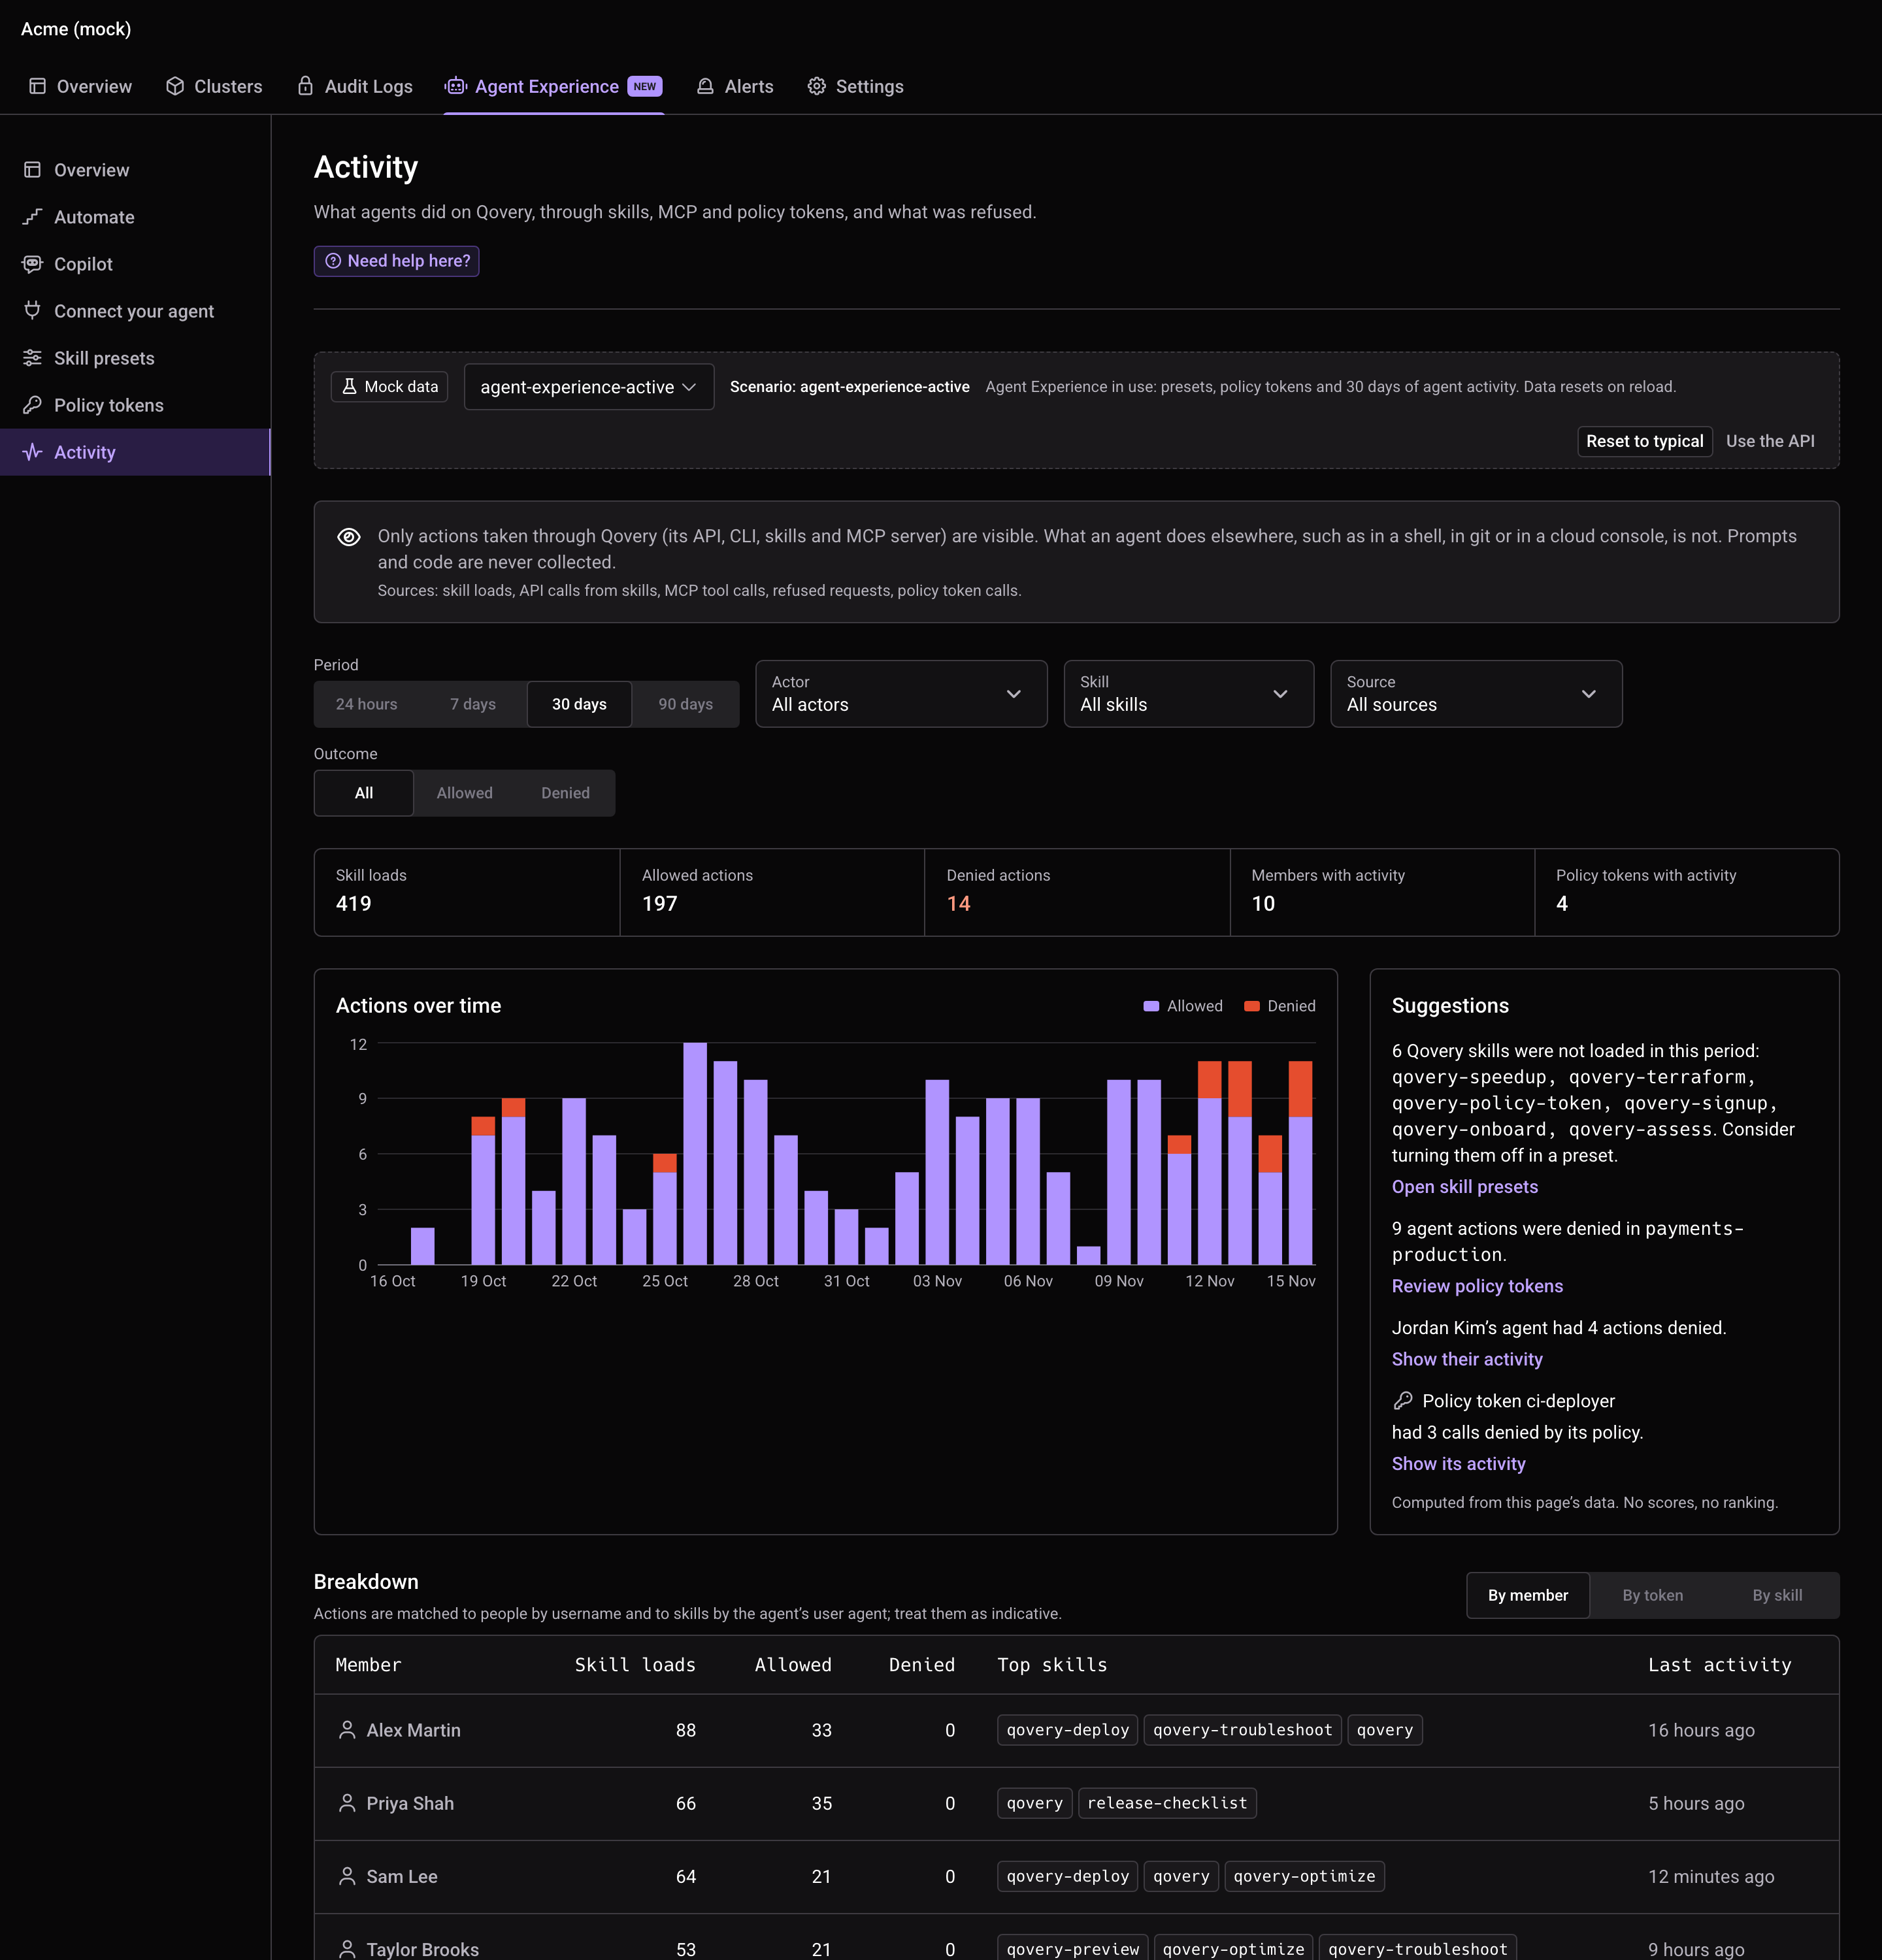 Acme (mock)
Overview
Clusters
Audit Logs
Agent Experience NEW
Alerts
Settings
Overview
Automate
Copilot
Connect your agent
Skill presets
Policy tokens
Activity
Activity
What agents did on Qovery, through skills, MCP and policy tokens, and what was refused.
Need help here?
Mock data
agent-experience-active
Scenario: agent-experience-active
Agent Experience in use: presets, policy tokens and 30 days of agent activity. Data resets on reload.
Reset to typical
Use the API
Only actions taken through Qovery (its API, CLI, skills and MCP server) are visible. What an agent does elsewhere, such as in a shell, in git or in a cloud console, is not. Prompts
and code are never collected.
Sources: skill loads, API calls from skills, MCP tool calls, refused requests, policy token calls.
Period
24 hours
7 days
30 days
90 days
Actor
All actors
Skill
All skills
Source
All sources
Outcome
All
Allowed
Denied
Skill loads
419
Allowed actions
197
Denied actions
14
Members with activity
10
Policy tokens with activity
4
Actions over time
Allowed
Denied
12
9
6
3
0
16 Oct
19 Oct
22 Oct
25 Oct
28 Oct
31 Oct
03 Nov
06 Nov
09 Nov
12 Nov
15 Nov
Suggestions
6 Qovery skills were not loaded in this period:
qovery-speedup, qovery-terraform,
qovery-policy-token, qovery-signup,
qovery-onboard, qovery-assess. Consider
turning them off in a preset.
Open skill presets
9 agent actions were denied in payments-
production.
Review policy tokens
Jordan Kim’s agent had 4 actions denied.
Show their activity
Policy token ci-deployer
had 3 calls denied by its policy.
Show its activity
Computed from this page’s data. No scores, no ranking.
Breakdown
Actions are matched to people by username and to skills by the agent’s user agent; treat them as indicative.
By member
By token
By skill
Member Skill loads Allowed Denied Top skills Last activity
Alex Martin 88 33 0 qovery-deploy qovery-troubleshoot qovery 16 hours ago
Priya Shah 66 35 0 qovery release-checklist 5 hours ago
Sam Lee 64 21 0 qovery-deploy qovery qovery-optimize 12 minutes ago
Taylor Brooks 53 21 0 qovery-preview qovery-optimize qovery-troubleshoot 9 hours ago